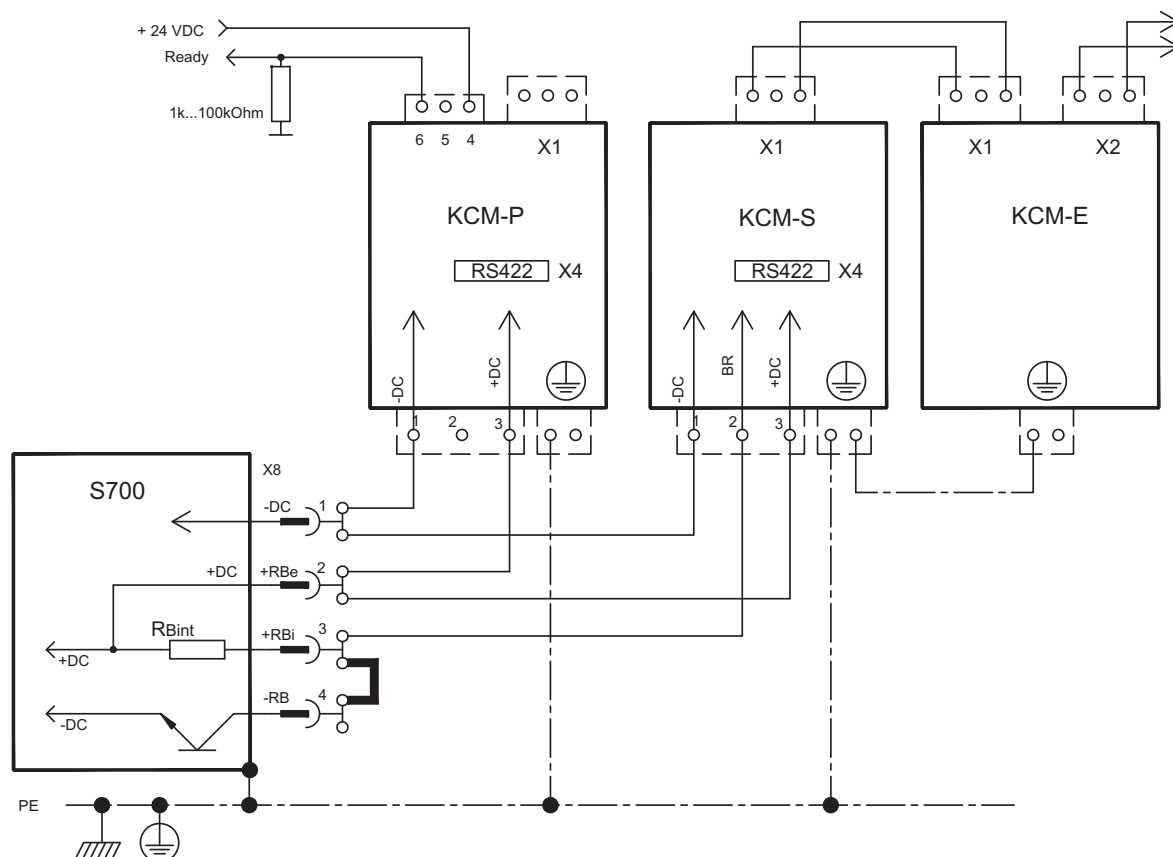 + 24 VDC
Ready
1k...100kOhm
6 5 4
X1
X1
X1
X2
KCM-P
KCM-S
KCM-E
RS422 X4
RS422 X4
-DC
+DC
-DC
BR
+DC
1 2 3
1 2 3
S700
X8
-DC 1
+DC +RBe 2
RBint
+RBi 3
+DC
-RB 4
-DC
PE